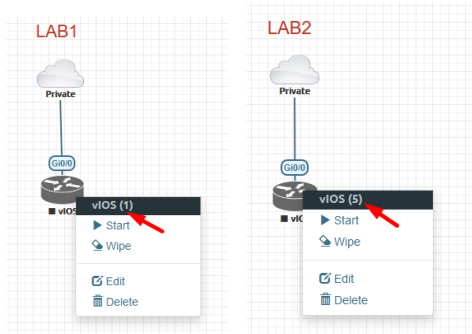 LAB1
Private
Gi0/0
vIOS
vIOS (1)
Start
Wipe
Edit
Delete
LAB2
Private
Gi0/0
vIOS (5)
Start
Wipe
Edit
Delete